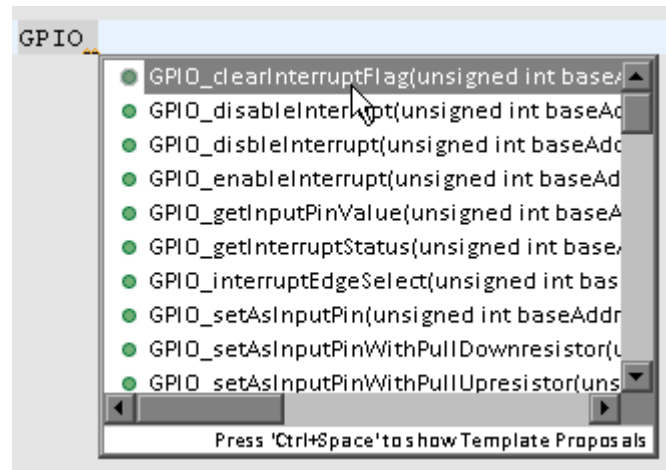 GPIO_
GPIO_clearInterruptFlag(unsigned int base
GPIO_disableInterrupt(unsigned int baseAd
GPIO_disbleInterrupt(unsigned int baseAdd
GPIO_enableInterrupt(unsigned int baseAd
GPIO_getInputPinValue(unsigned int baseA
GPIO_getInterruptStatus(unsigned int base
GPIO_interruptEdgeSelect(unsigned int bas
GPIO_setAsInputPin(unsigned int baseAddr
GPIO_setAsInputPinWithPullDownresistor(u
GPIO_setAsInputPinWithPullUpresistor(uns
Press 'Ctrl+Space' to show Template Proposals